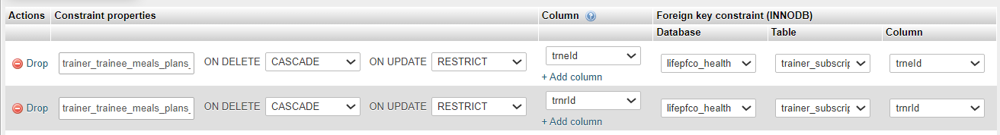 Actions Constraint properties Column Foreign key constraint (INNODB)
Database Table Column
Drop trainer_trainee_meals_plans_ ON DELETE CASCADE ON UPDATE RESTRICT trneId lifepfco_health trainer_subscrip trneId
+ Add column
Drop trainer_trainee_meals_plans_ ON DELETE CASCADE ON UPDATE RESTRICT trnrId lifepfco_health trainer_subscrip trnrId
+ Add column